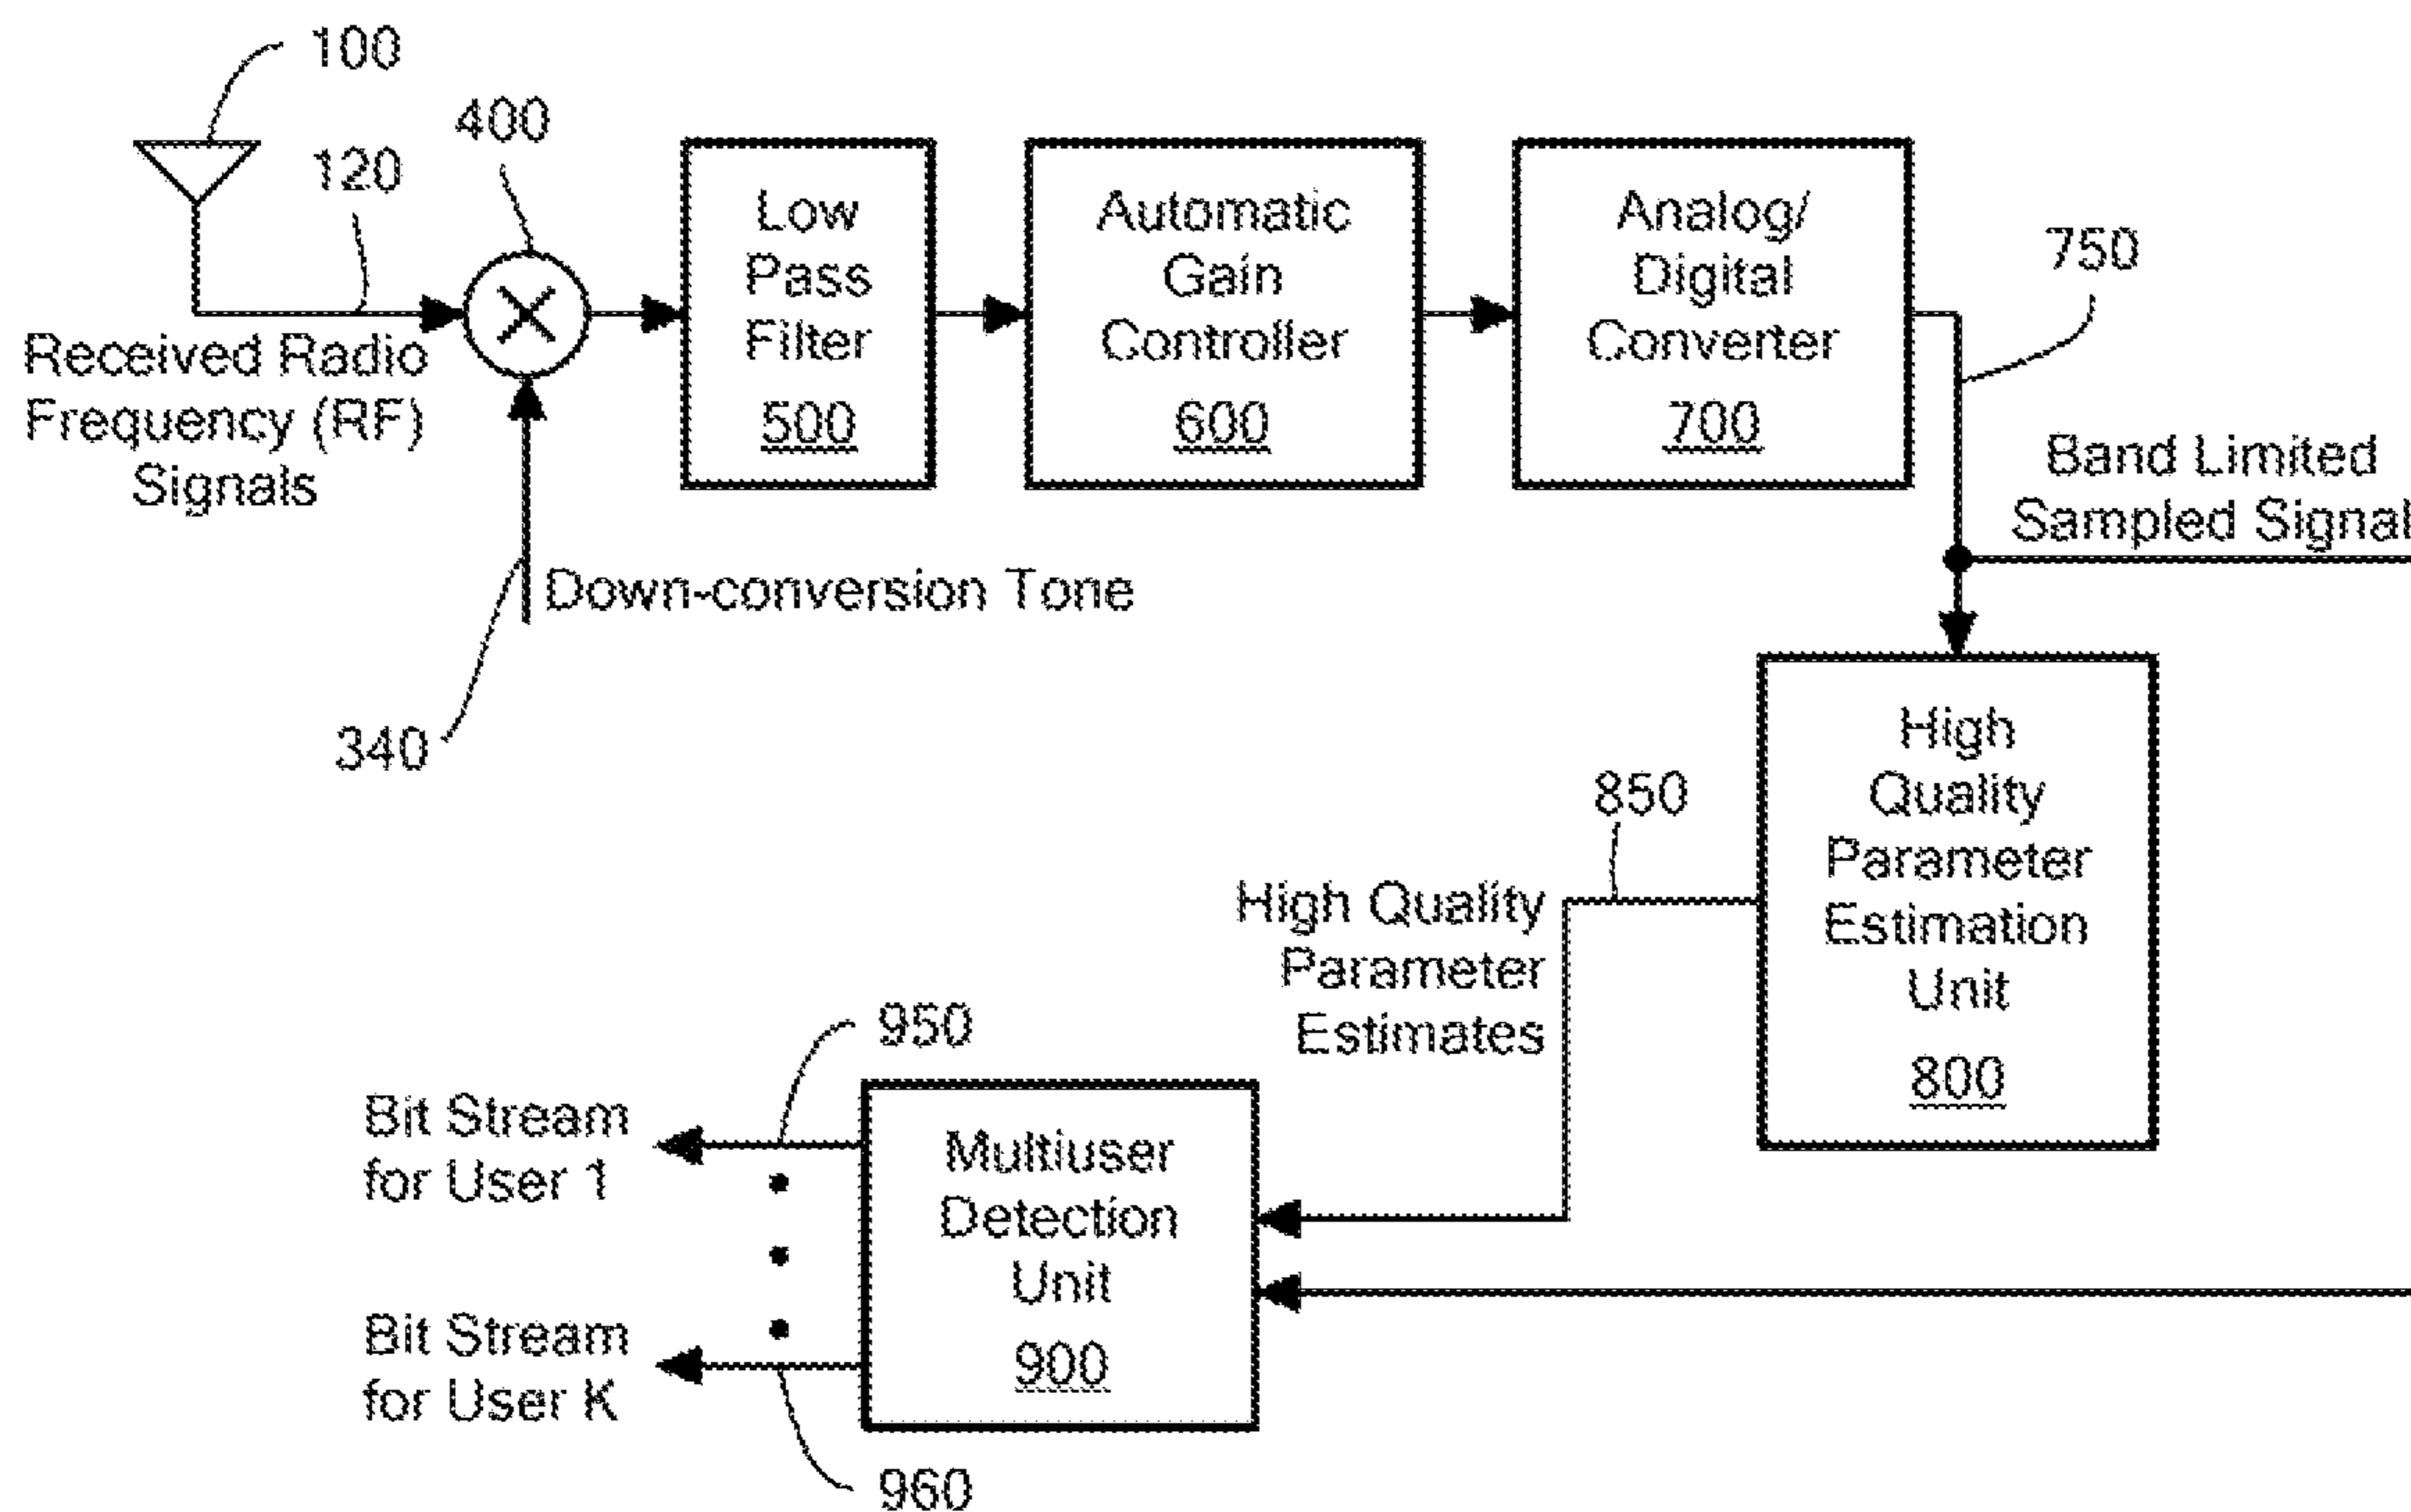 100
120
400
Low
Pass
Filter
500
Automatic
Gain
Controller
600
Analog/
Digital
Converter
700
750
Received Radio
Frequency (RF)
Signals
Band Limited
Sampled Signal
Down-conversion Tone
340
High
Quality
Parameter
Estimation
Unit
800
850
High Quality
Parameter
Estimates
950
Bit Stream
for User 1
Multiuser
Detection
Unit
900
Bit Stream
for User K
960